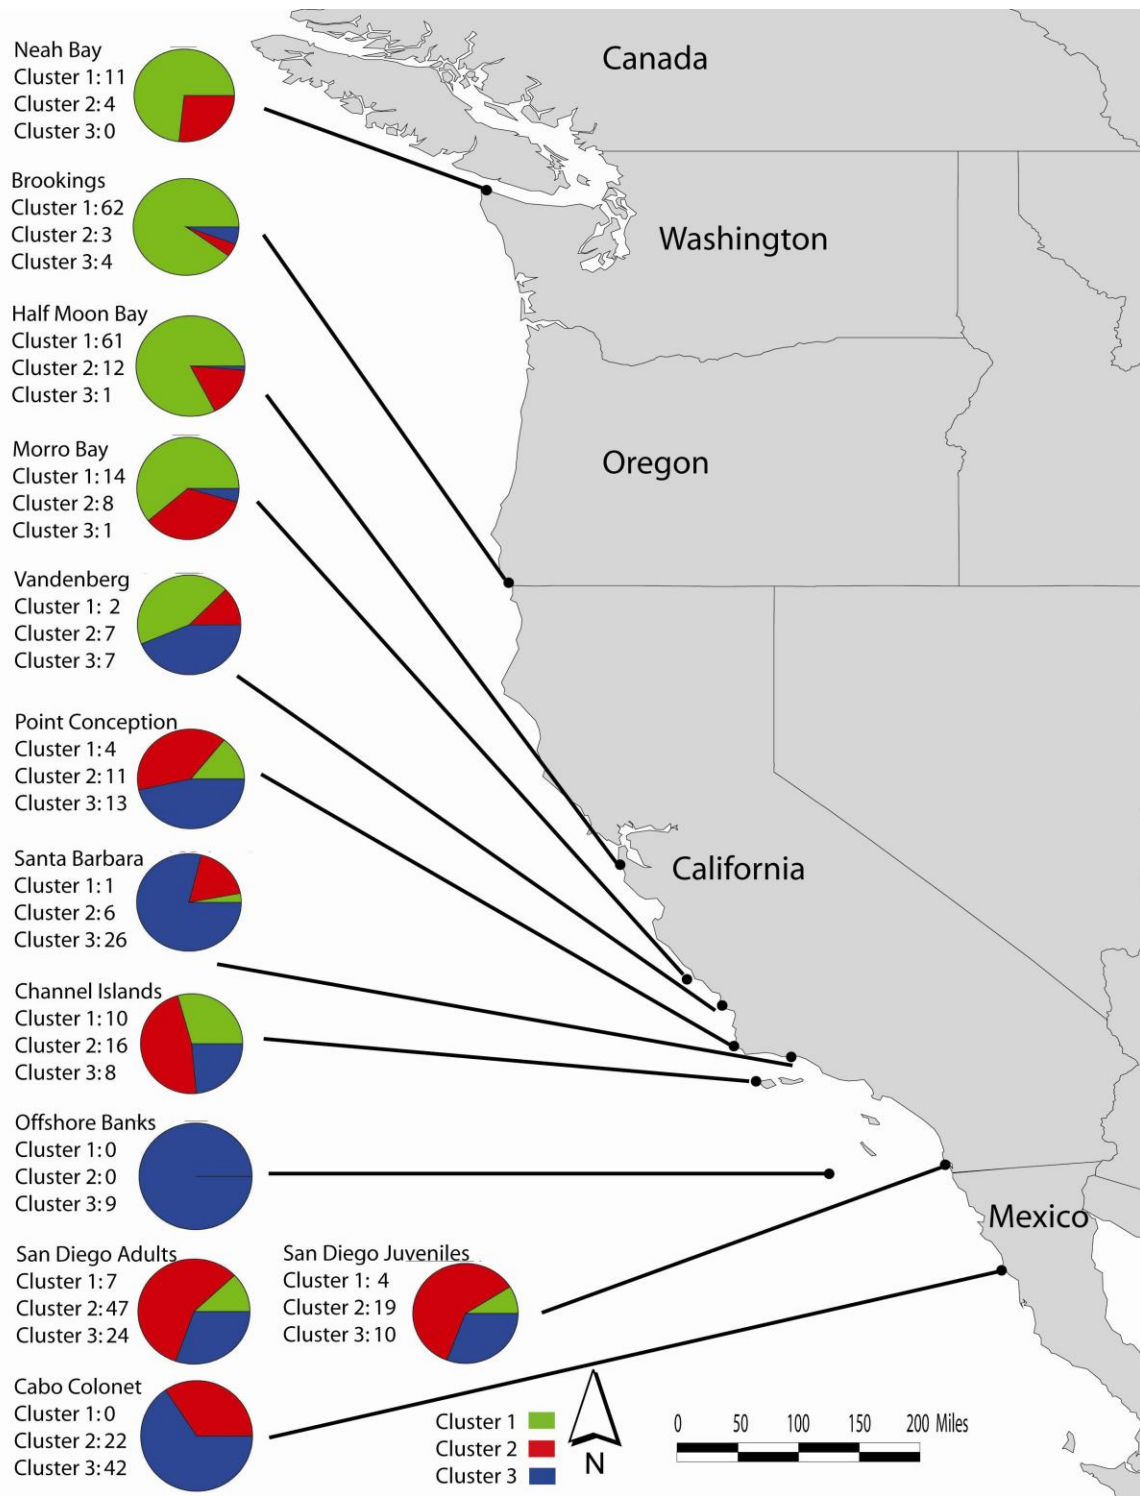 Neah Bay
Cluster 1: 11
Cluster 2: 4
Cluster 3: 0
Brookings
Cluster 1: 62
Cluster 2: 3
Cluster 3: 4
Half Moon Bay
Cluster 1: 61
Cluster 2: 12
Cluster 3: 1
Morro Bay
Cluster 1: 14
Cluster 2: 8
Cluster 3: 1
Vandenberg
Cluster 1: 2
Cluster 2: 7
Cluster 3: 7
Point Conception
Cluster 1: 4
Cluster 2: 11
Cluster 3: 13
Santa Barbara
Cluster 1: 1
Cluster 2: 6
Cluster 3: 26
Channel Islands
Cluster 1: 10
Cluster 2: 16
Cluster 3: 8
Offshore Banks
Cluster 1: 0
Cluster 2: 0
Cluster 3: 9
San Diego Adults
Cluster 1: 7
Cluster 2: 47
Cluster 3: 24
San Diego Juveniles
Cluster 1: 4
Cluster 2: 19
Cluster 3: 10
Cabo Colonet
Cluster 1: 0
Cluster 2: 22
Cluster 3: 42
Canada
Washington
Oregon
California
Mexico
Cluster 1
Cluster 2
Cluster 3
N
0 50 100 150 200 Miles